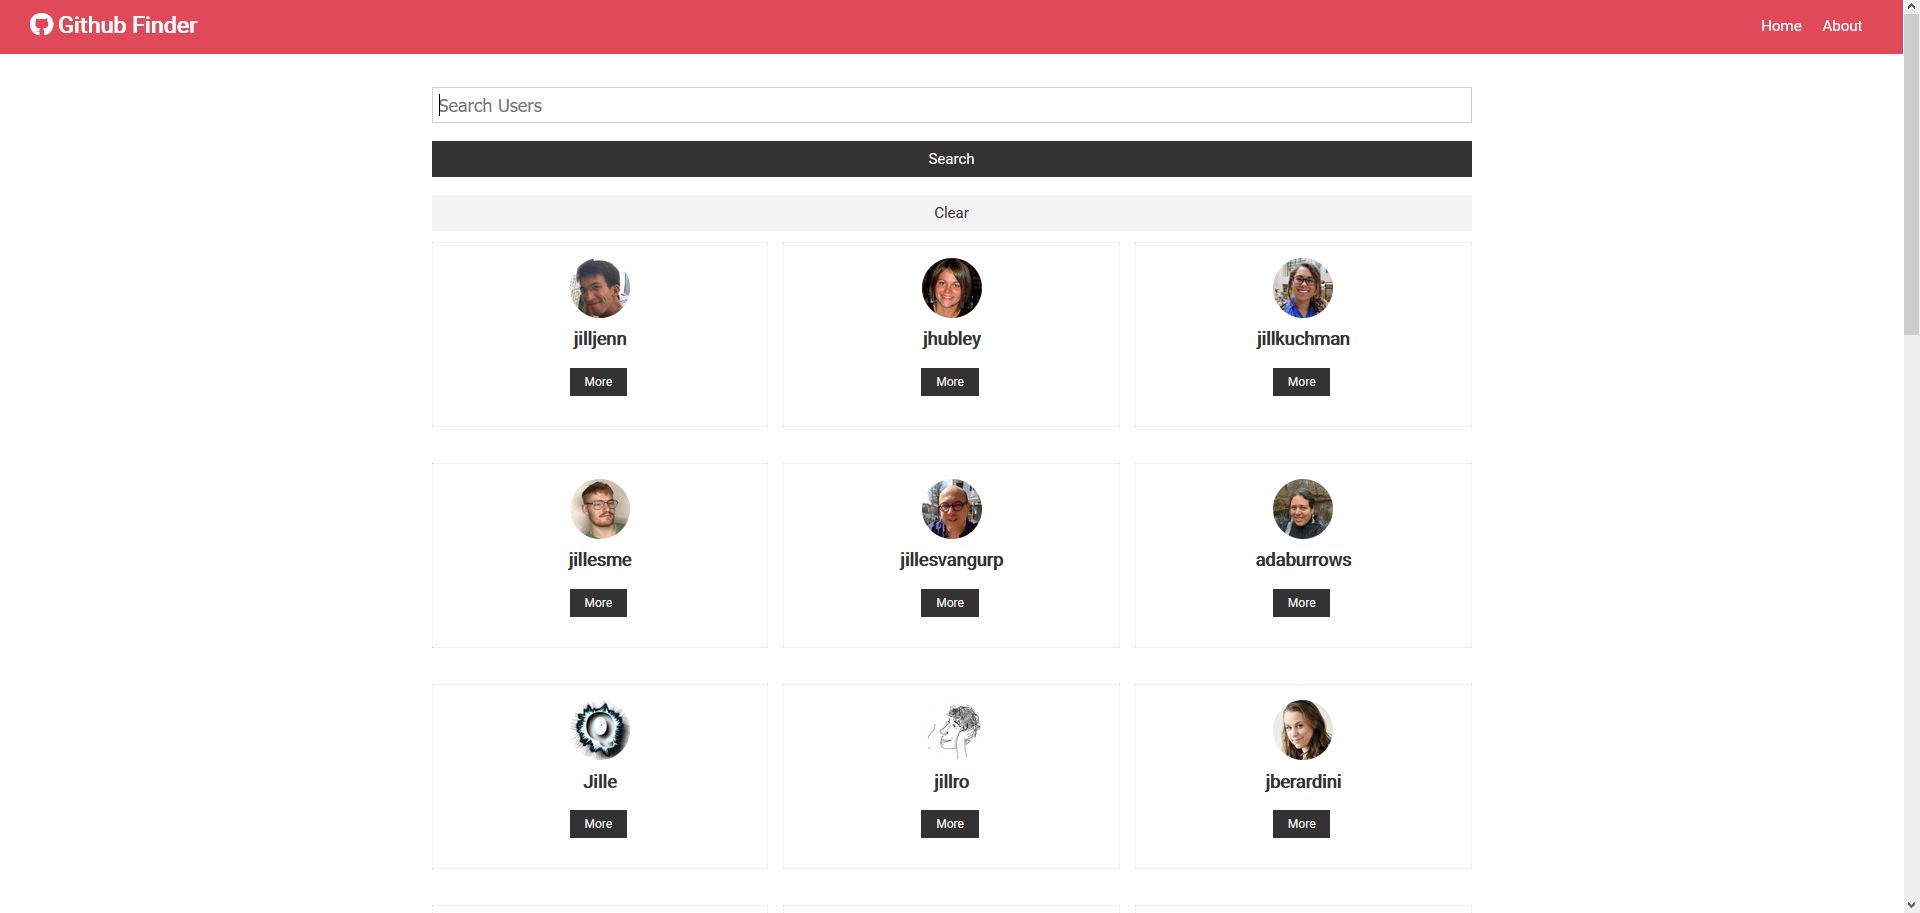 Github Finder
Home About
Search Users
Search
Clear
jilljenn
jhubley
jillkuchman
More
More
More
jillesme
jillesvangurp
adaburrows
More
More
More
Jille
jillro
jberardini
More
More
More